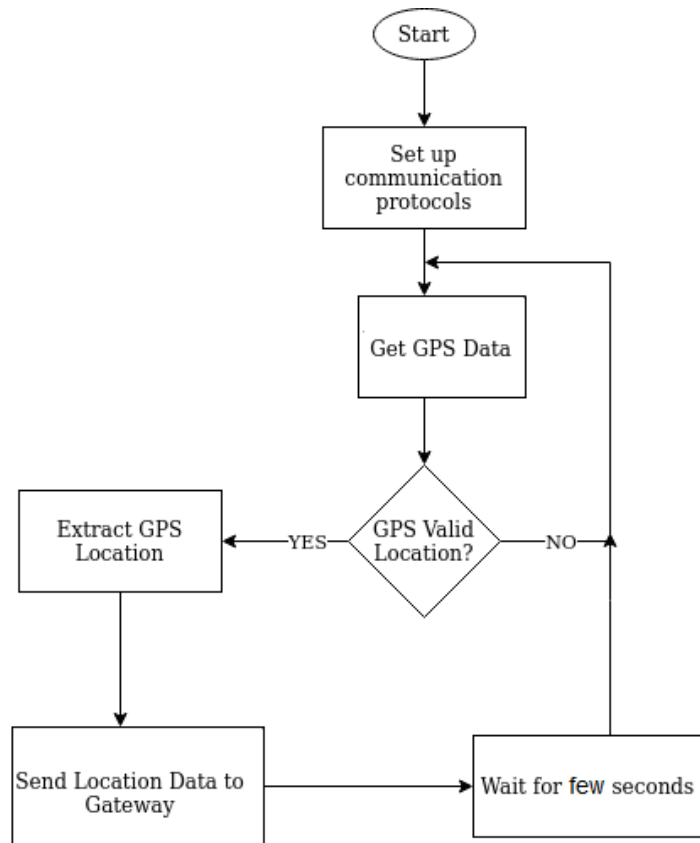 Start
Set up
communication
protocols
Get GPS Data
GPS Valid
Location?
YES
NO
Extract GPS
Location
Send Location Data to
Gateway
Wait for few seconds